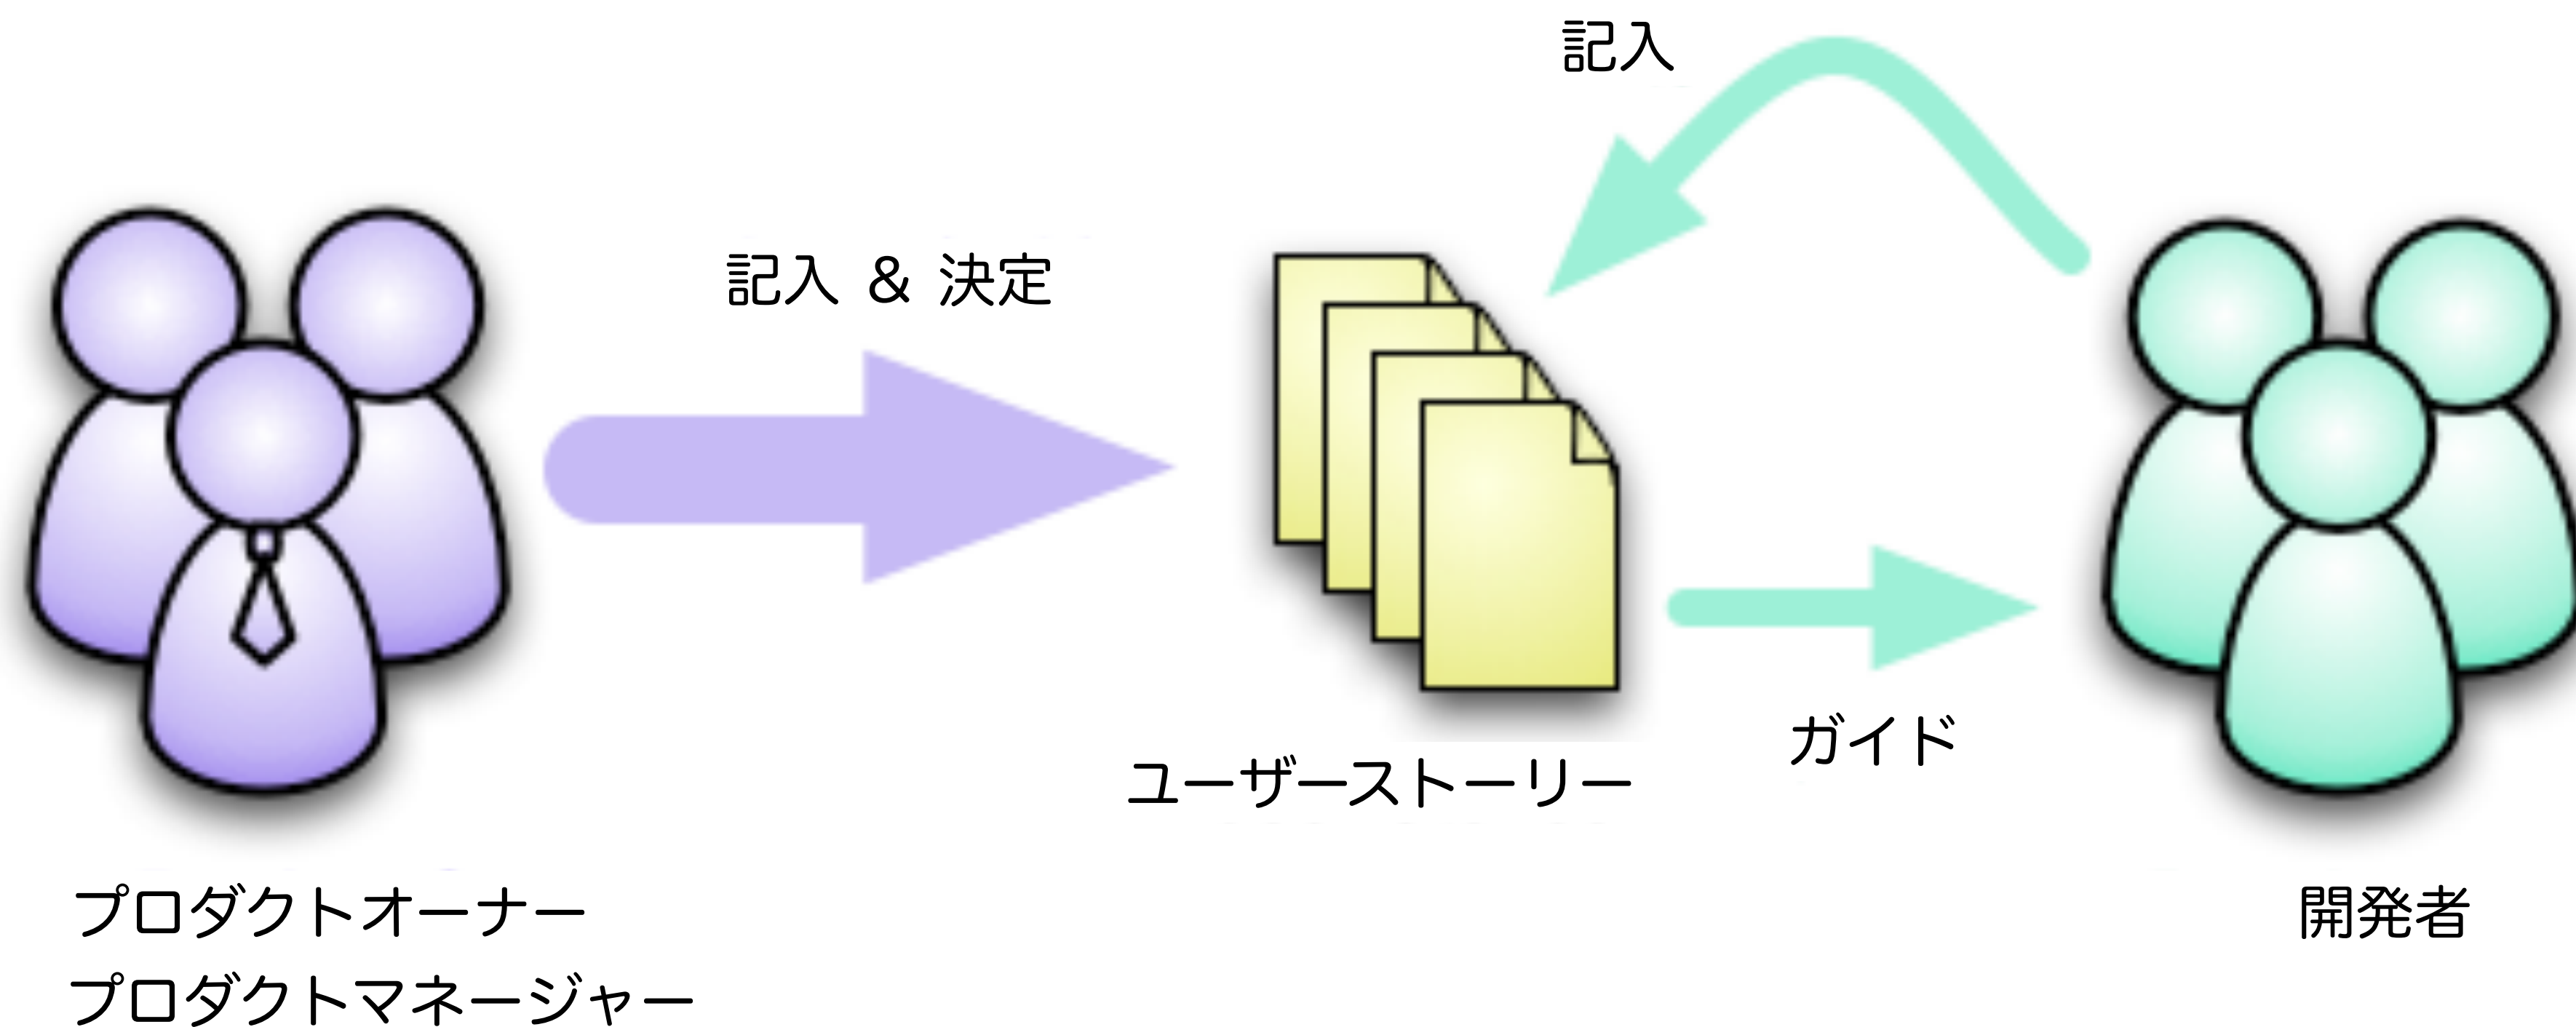 記入
記入 & 決定
ユーザーストーリー
ガイド
プロダクトオーナー
プロダクトマネージャー
開発者